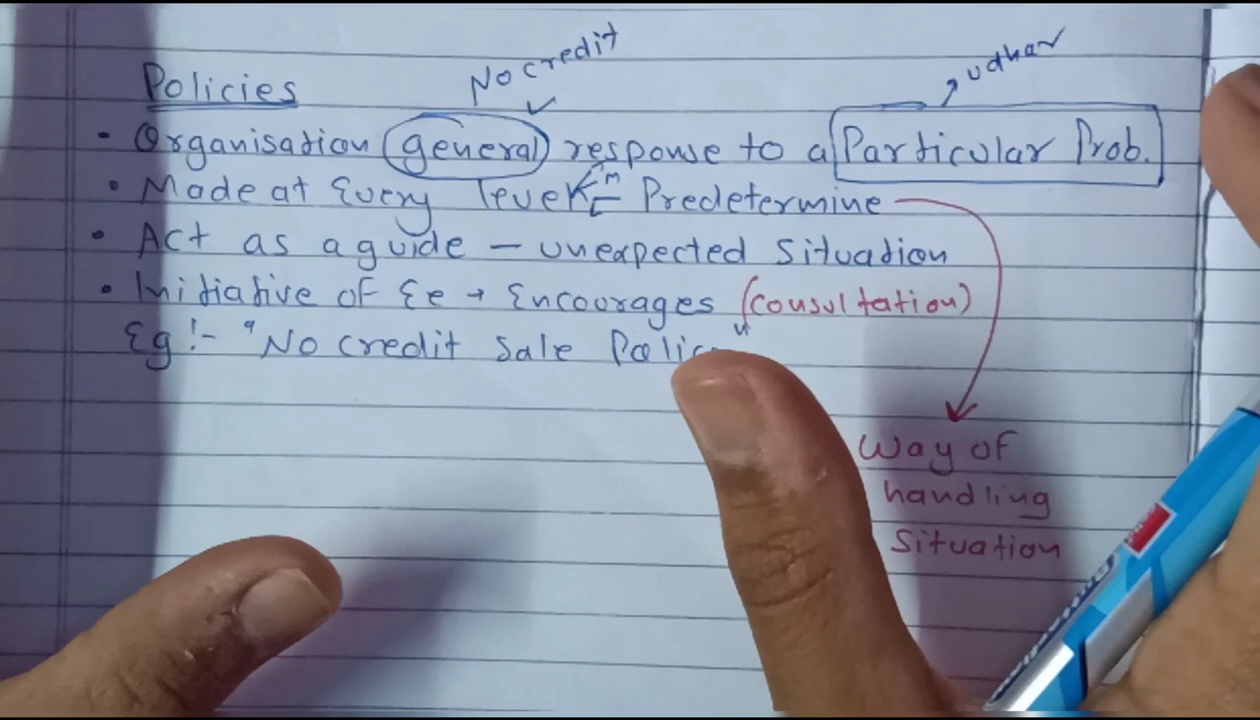 No credit
udhar
Policies
• Organisation general response to a Particular Prob.
• Made at Every level Predetermine
• Act as a guide – unexpected Situation
• Initiative of Ee → Encourages (consultation)
Eg:- "No credit Sale
Way of
handling
Situation